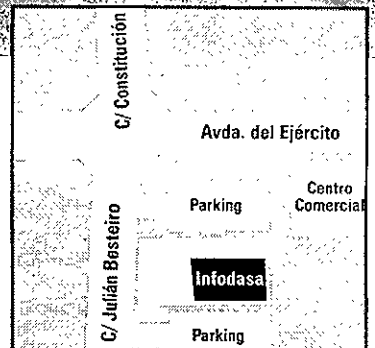 C/ Constitución
Avda. del Ejército
Centro
Comercial
Parking
C/ Julián Besteiro
Infodasa
Parking